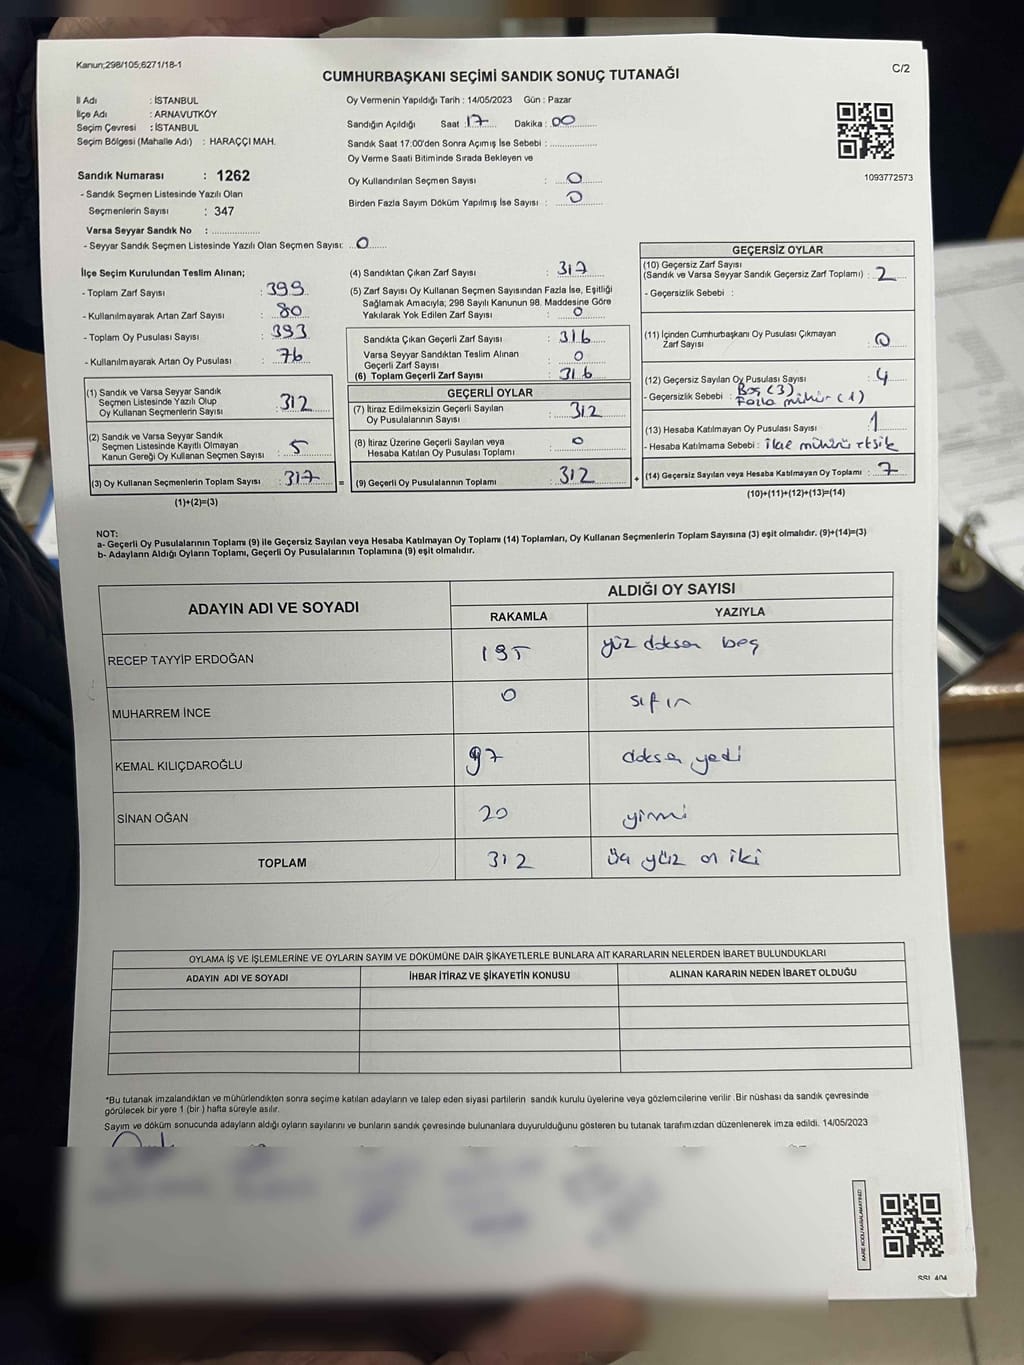 Kanun;298/105;6271/18-1
C/2
CUMHURBAŞKANI SEÇİMİ SANDIK SONUÇ TUTANAĞI
İl Adı : İSTANBUL
İlçe Adı : ARNAVUTKÖY
Seçim Çevresi : İSTANBUL
Seçim Bölgesi (Mahalle Adı) : HARAÇÇI MAH.
Sandık Numarası : 1262
- Sandık Seçmen Listesinde Yazılı Olan
Seçmenlerin Sayısı : 347
Varsa Seyyar Sandık No :
- Seyyar Sandık Seçmen Listesinde Yazılı Olan Seçmen Sayısı: 0
Oy Vermenin Yapıldığı Tarih : 14/05/2023 Gün : Pazar
Sandığın Açıldığı Saat : 17 Dakika : 00
Sandık Saat 17:00'den Sonra Açımış İse Sebebi :
Oy Verme Saati Bitiminde Sırada Bekleyen ve
Oy Kullandırılan Seçmen Sayısı : 0
Birden Fazla Sayım Döküm Yapılmış İse Sayısı : 0
1093772573
İlçe Seçim Kurulundan Teslim Alınan;
- Toplam Zarf Sayısı : 399
- Kullanılmayarak Artan Zarf Sayısı : 80
- Toplam Oy Pusulası Sayısı : 393
- Kullanılmayarak Artan Oy Pusulası : 76
(1) Sandık ve Varsa Seyyar Sandık
Seçmen Listesinde Yazılı Olup
Oy Kullanan Seçmenlerin Sayısı : 312
(2) Sandık ve Varsa Seyyar Sandık
Seçmen Listesinde Kayıtlı Olmayan
Kanun Gereği Oy Kullanan Seçmen Sayısı : 5
(3) Oy Kullanan Seçmenlerin Toplam Sayısı : 317
(1)+(2)=(3)
(4) Sandıktan Çıkan Zarf Sayısı : 317
(5) Zarf Sayısı Oy Kullanan Seçmen Sayısından Fazla İse, Eşitliği
Sağlamak Amacıyla; 298 Sayılı Kanunun 98. Maddesine Göre
Yakılarak Yok Edilen Zarf Sayısı : 0
Sandıkta Çıkan Geçerli Zarf Sayısı : 316
Varsa Seyyar Sandıktan Teslim Alınan
Geçerli Zarf Sayısı : 0
(6) Toplam Geçerli Zarf Sayısı : 316
GEÇERLİ OYLAR
(7) İtiraz Edilmeksizin Geçerli Sayılan
Oy Pusulalarının Sayısı : 312
(8) İtiraz Üzerine Geçerli Sayılan veya
Hesaba Katılan Oy Pusulası Toplamı : 0
= (9) Geçerli Oy Pusulalarının Toplamı : 312
GEÇERSİZ OYLAR
(10) Geçersiz Zarf Sayısı
(Sandık ve Varsa Seyyar Sandık Geçersiz Zarf Toplamı) : 2
- Geçersizlik Sebebi :
(11) İçinden Cumhurbaşkanı Oy Pusulası Çıkmayan
Zarf Sayısı : 0
(12) Geçersiz Sayılan Oy Pusulası Sayısı : 4
- Geçersizlik Sebebi : Boş (3)
Fazla mühür (1)
(13) Hesaba Katılmayan Oy Pusulası Sayısı : 1
- Hesaba Katılmama Sebebi : ilçe mühürü eksik
+ (14) Geçersiz Sayılan veya Hesaba Katılmayan Oy Toplamı : 7
(10)+(11)+(12)+(13)=(14)
NOT:
a- Geçerli Oy Pusulalarının Toplamı (9) ile Geçersiz Sayılan veya Hesaba Katılmayan Oy Toplamı (14) Toplamları, Oy Kullanan Seçmenlerin Toplam Sayısına (3) eşit olmalıdır. (9)+(14)=(3)
b- Adayların Aldığı Oyların Toplamı, Geçerli Oy Pusulalarının Toplamına (9) eşit olmalıdır.
ADAYIN ADI VE SOYADI
ALDIĞI OY SAYISI
RAKAMLA YAZIYLA
RECEP TAYYİP ERDOĞAN 195 yüz doksan beş
MUHARREM İNCE 0 sıfır
KEMAL KILIÇDAROĞLU 97 doksan yedi
SİNAN OĞAN 20 yirmi
TOPLAM 312 üç yüz on iki
OYLAMA İŞ VE İŞLEMLERİNE VE OYLARIN SAYIM VE DÖKÜMÜNE DAİR ŞİKAYETLERLE BUNLARA AİT KARARLARIN NELERDEN İBARET BULUNDUKLARI
ADAYIN ADI VE SOYADI İHBAR İTİRAZ VE ŞİKAYETİN KONUSU ALINAN KARARIN NEDEN İBARET OLDUĞU
*Bu tutanak imzalandıktan ve mühürlendikten sonra seçime katılan adayların ve talep eden siyasi partilerin sandık kurulu üyelerine veya gözlemcilerine verilir .Bir nüshası da sandık çevresinde
görülecek bir yere 1 (bir ) hafta süreyle asılır.
Sayım ve döküm sonucunda adayların aldığı oyların sayılarını ve bunların sandık çevresinde bulunanlara duyurulduğunu gösteren bu tutanak tarafımızdan düzenlenerek imza edildi. 14/05/2023
KARE KODU KARALAMAYINIZ!